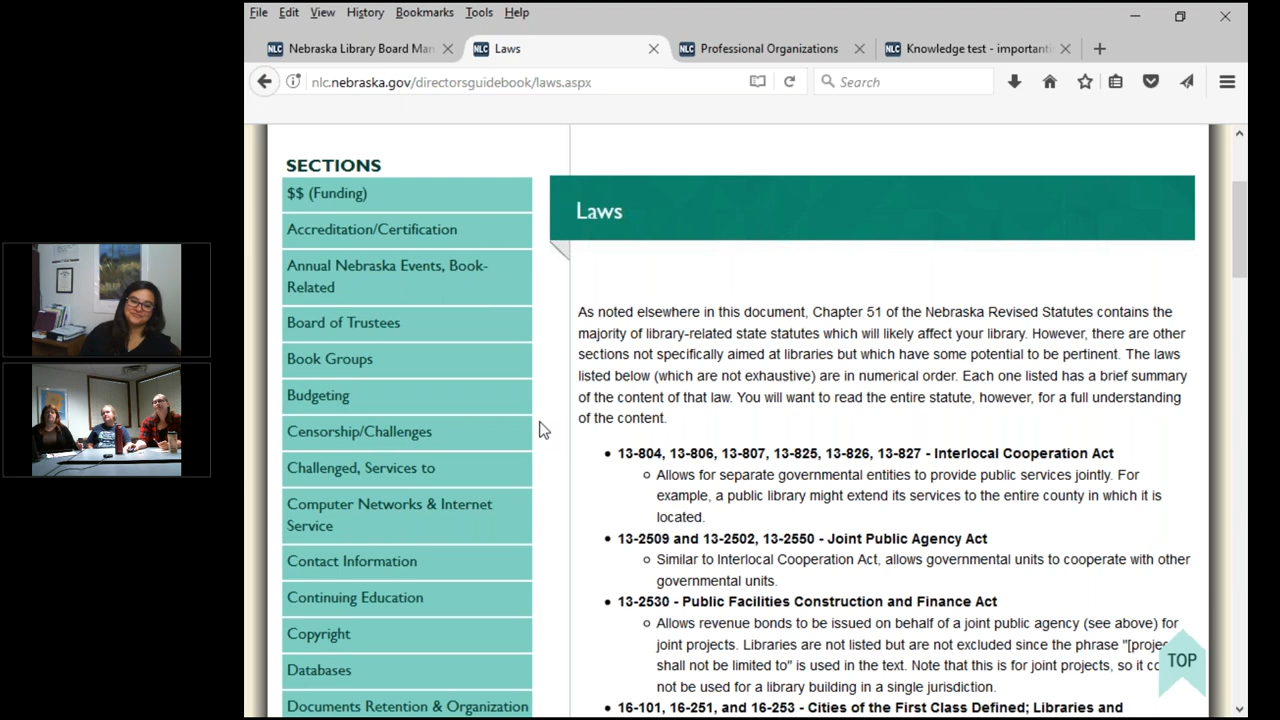 File Edit View History Bookmarks Tools Help
NLC Nebraska Library Board Man
NLC Laws
NLC Professional Organizations
NLC Knowledge test - importanti
nlc.nebraska.gov/directorsguidebook/laws.aspx
Search
SECTIONS
$$ (Funding)
Accreditation/Certification
Annual Nebraska Events, Book-
Related
Board of Trustees
Book Groups
Budgeting
Censorship/Challenges
Challenged, Services to
Computer Networks & Internet
Service
Contact Information
Continuing Education
Copyright
Databases
Documents Retention & Organization
Laws
As noted elsewhere in this document, Chapter 51 of the Nebraska Revised Statutes contains the
majority of library-related state statutes which will likely affect your library. However, there are other
sections not specifically aimed at libraries but which have some potential to be pertinent. The laws
listed below (which are not exhaustive) are in numerical order. Each one listed has a brief summary
of the content of that law. You will want to read the entire statute, however, for a full understanding
of the content.
• 13-804, 13-806, 13-807, 13-825, 13-826, 13-827 - Interlocal Cooperation Act
Allows for separate governmental entities to provide public services jointly. For
example, a public library might extend its services to the entire county in which it is
located.
• 13-2509 and 13-2502, 13-2550 - Joint Public Agency Act
Similar to Interlocal Cooperation Act, allows governmental units to cooperate with other
governmental units.
• 13-2530 - Public Facilities Construction and Finance Act
Allows revenue bonds to be issued on behalf of a joint public agency (see above) for
joint projects. Libraries are not listed but are not excluded since the phrase "[projec
shall not be limited to" is used in the text. Note that this is for joint projects, so it co
not be used for a library building in a single jurisdiction.
• 16-101, 16-251, and 16-253 - Cities of the First Class Defined; Libraries and
TOP